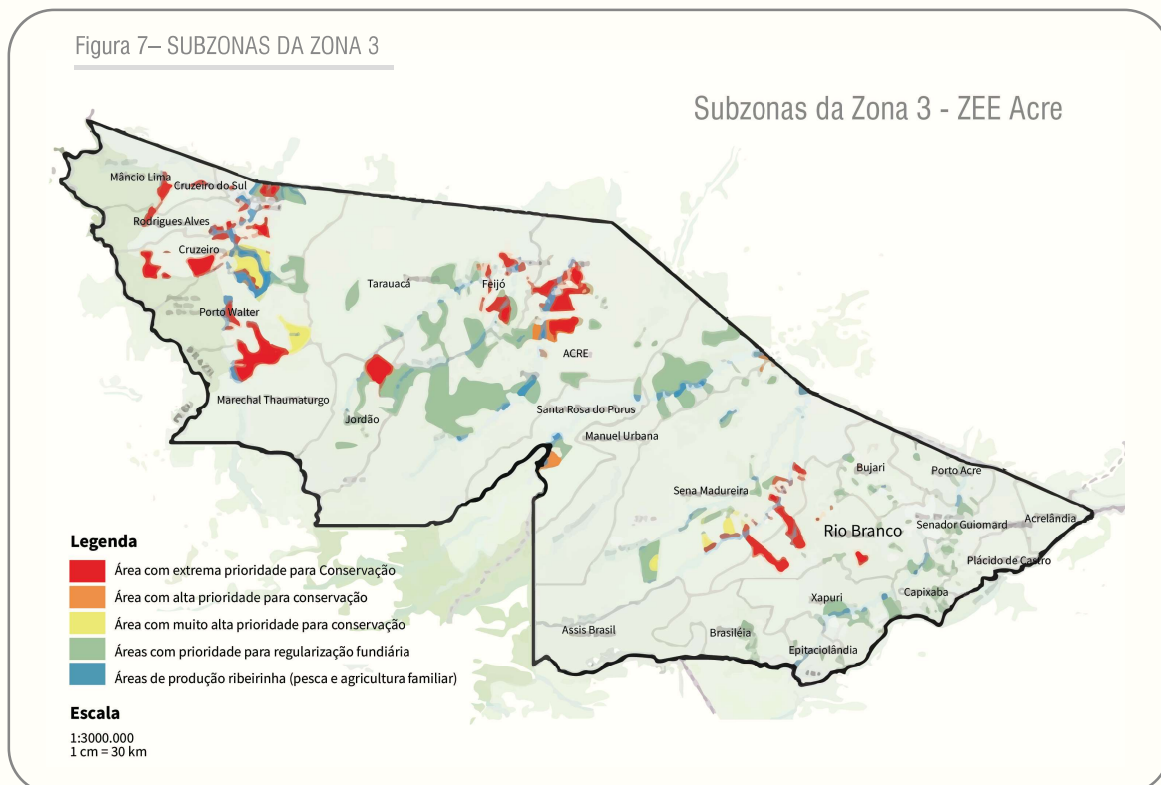 Figura 7– SUBZONAS DA ZONA 3
Subzonas da Zona 3 - ZEE Acre
Mâncio Lima
Cruzeiro do Sul
Rodrigues Alves
Cruzeiro
Tarauacá
Feijó
Porto Walter
ACRE
Marechal Thaumaturgo
Jordão
Santa Rosa do Purus
Manuel Urbana
BRAZIL
PERU
Sena Madureira
Bujari
Porto Acre
Rio Branco
Senador Guiomard
Acrelândia
Plácido de Castro
Xapuri
Capixaba
Assis Brasil
Brasiléia
Epitaciolândia
Legenda
Área com extrema prioridade para Conservação
Área com alta prioridade para conservação
Área com muito alta prioridade para conservação
Áreas com prioridade para regularização fundiária
Áreas de produção ribeirinha (pesca e agricultura familiar)
Escala
1:3000.000
1 cm = 30 km